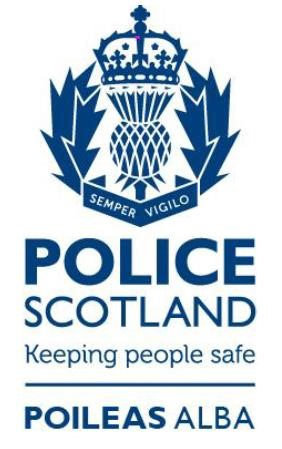 SEMPER VIGILO
POLICE
SCOTLAND
Keeping people safe
POILEAS ALBA